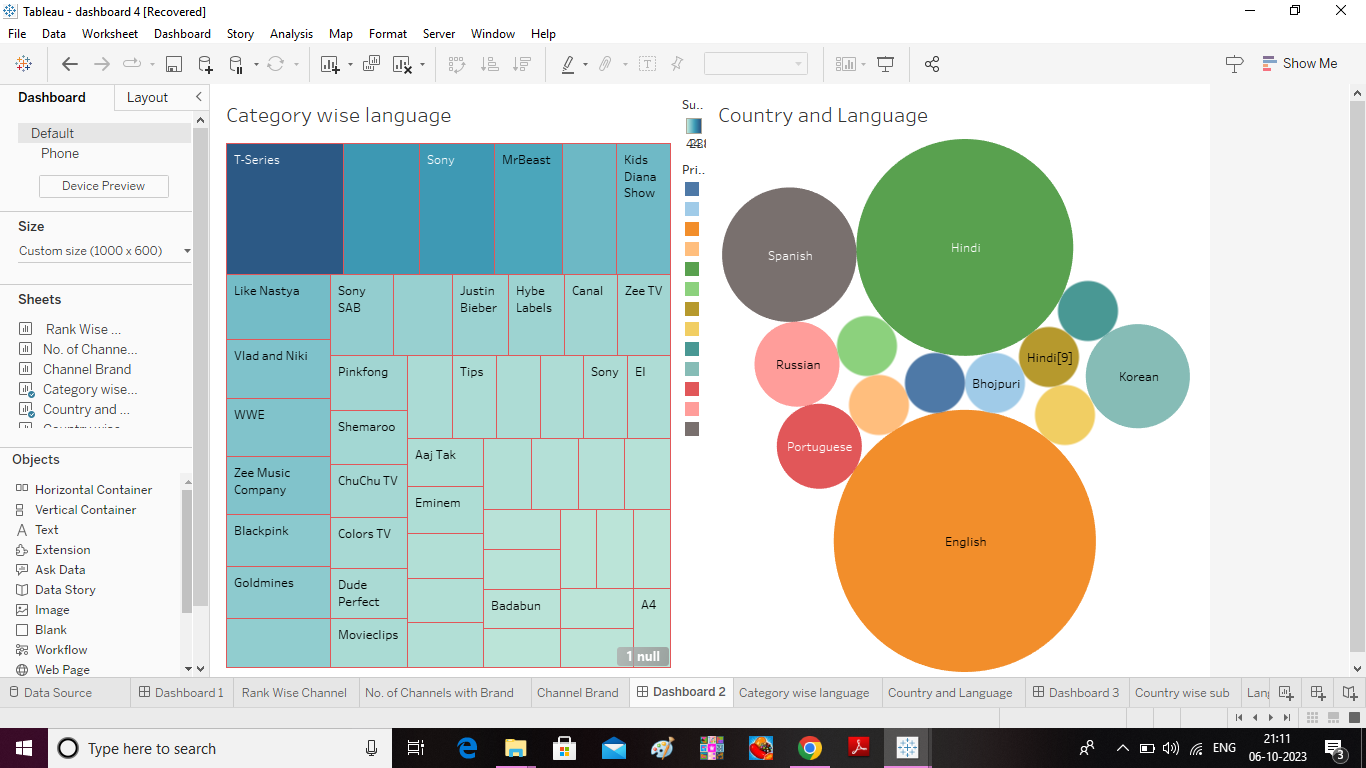 Tableau - dashboard 4 [Recovered]
File Data Worksheet Dashboard Story Analysis Map Format Server Window Help
Show Me
Dashboard Layout
Default
Phone
Device Preview
Size
Custom size (1000 x 600)
Sheets
Rank Wise ...
No. of Channe...
Channel Brand
Category wise...
Country and ...
Objects
Horizontal Container
Vertical Container
Text
Extension
Ask Data
Data Story
Image
Blank
Workflow
Web Page
Category wise language
T-Series
Sony
MrBeast
Kids
Diana
Show
Like Nastya
Sony
SAB
Justin
Bieber
Hybe
Labels
Canal
Zee TV
Vlad and Niki
Pinkfong
Tips
Sony
El
WWE
Shemaroo
Aaj Tak
Zee Music
Company
ChuChu TV
Eminem
Blackpink
Colors TV
Goldmines
Dude
Perfect
Badabun
A4
Movieclips
1 null
Su..
Pri..
Country and Language
Hindi
Spanish
Russian
Hindi[9]
Bhojpuri
Korean
Portuguese
English
Data Source Dashboard 1 Rank Wise Channel No. of Channels with Brand Channel Brand Dashboard 2 Category wise language Country and Language Dashboard 3 Country wise sub
Type here to search
ENG
21:11
06-10-2023
3